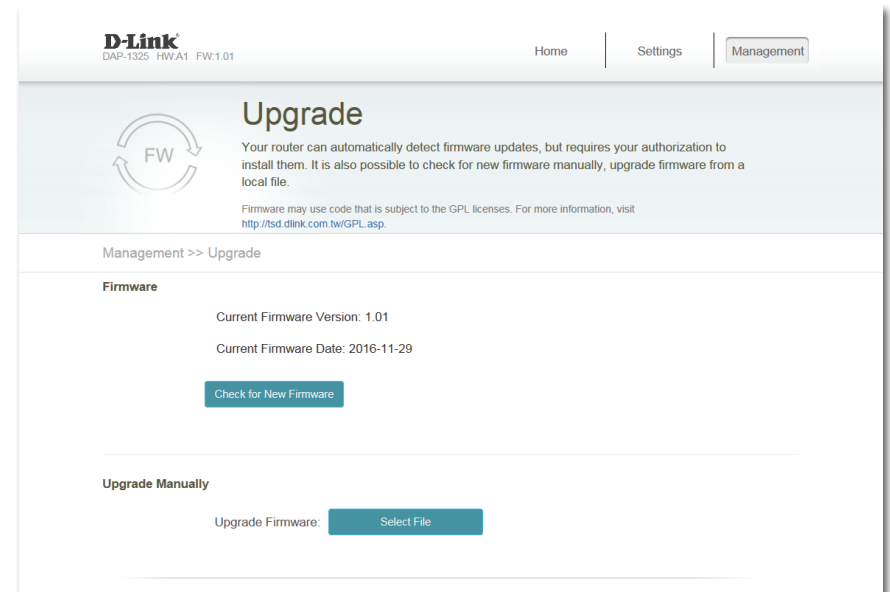 D-Link
DAP-1325 HW:A1 FW:1.01
Home
Settings
Management
FW
Upgrade
Your router can automatically detect firmware updates, but requires your authorization to
install them. It is also possible to check for new firmware manually, upgrade firmware from a
local file.
Firmware may use code that is subject to the GPL licenses. For more information, visit
http://tsd.dlink.com.tw/GPL.asp.
Management >> Upgrade
Firmware
Current Firmware Version: 1.01
Current Firmware Date: 2016-11-29
Check for New Firmware
Upgrade Manually
Upgrade Firmware: Select File